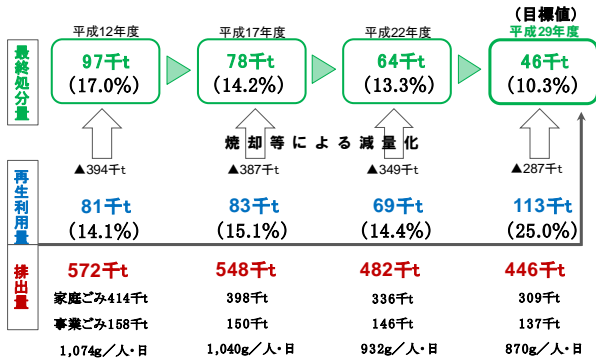 (目標値)
平成12年度 平成17年度 平成22年度 平成29年度
最終処分量
97千t 78千t 64千t 46千t
(17.0%) (14.2%) (13.3%) (10.3%)
焼却等による減量化
▲394千t ▲387千t ▲349千t ▲287千t
再生利用量
81千t 83千t 69千t 113千t
(14.1%) (15.1%) (14.4%) (25.0%)
排出量
572千t 548千t 482千t 446千t
家庭ごみ414千t 398千t 336千t 309千t
事業ごみ158千t 150千t 146千t 137千t
1,074g/人・日 1,040g/人・日 932g/人・日 870g/人・日